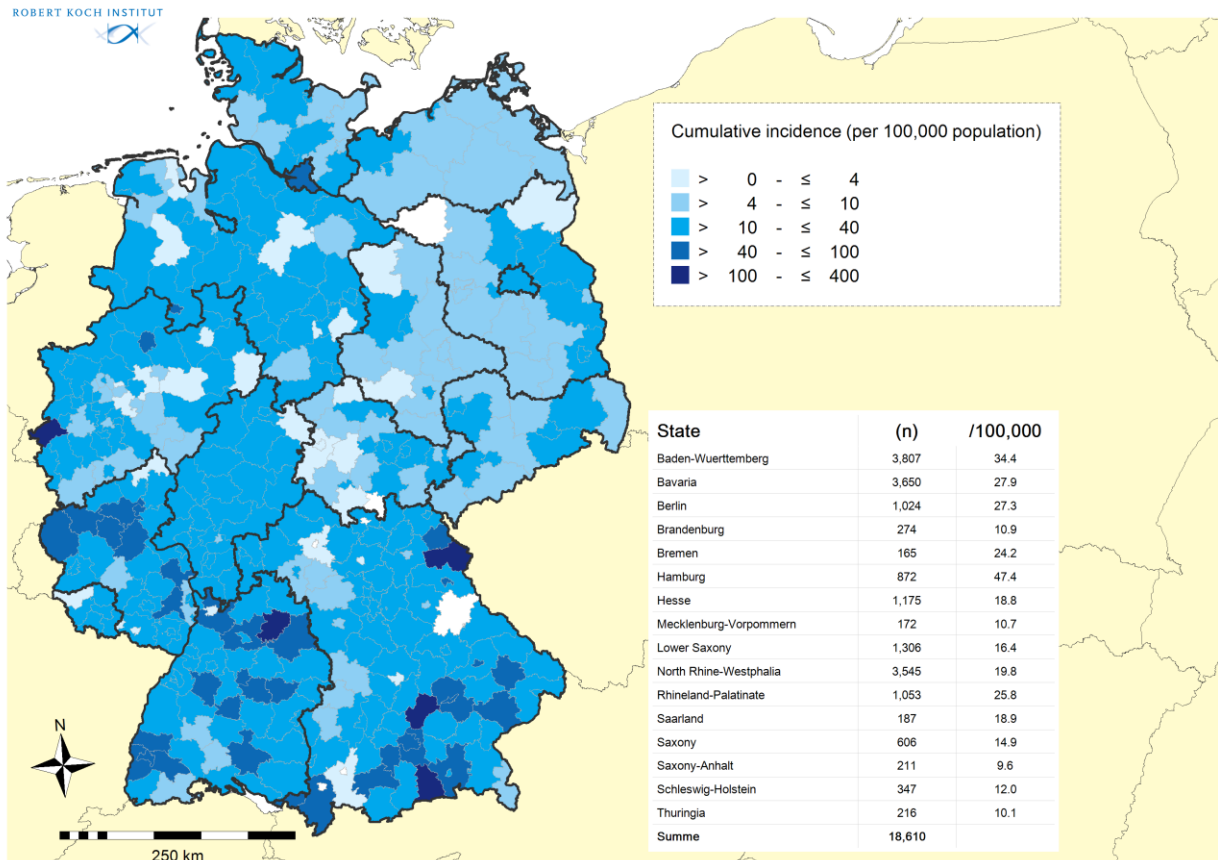 ROBERT KOCH INSTITUT
Cumulative incidence (per 100,000 population)
> 0 - ≤ 4
> 4 - ≤ 10
> 10 - ≤ 40
> 40 - ≤ 100
> 100 - ≤ 400
State (n) /100,000
Baden-Wuerttemberg 3,807 34.4
Bavaria 3,650 27.9
Berlin 1,024 27.3
Brandenburg 274 10.9
Bremen 165 24.2
Hamburg 872 47.4
Hesse 1,175 18.8
Mecklenburg-Vorpommern 172 10.7
Lower Saxony 1,306 16.4
North Rhine-Westphalia 3,545 19.8
Rhineland-Palatinate 1,053 25.8
Saarland 187 18.9
Saxony 606 14.9
Saxony-Anhalt 211 9.6
Schleswig-Holstein 347 12.0
Thuringia 216 10.1
Summe 18,610
N
250 km